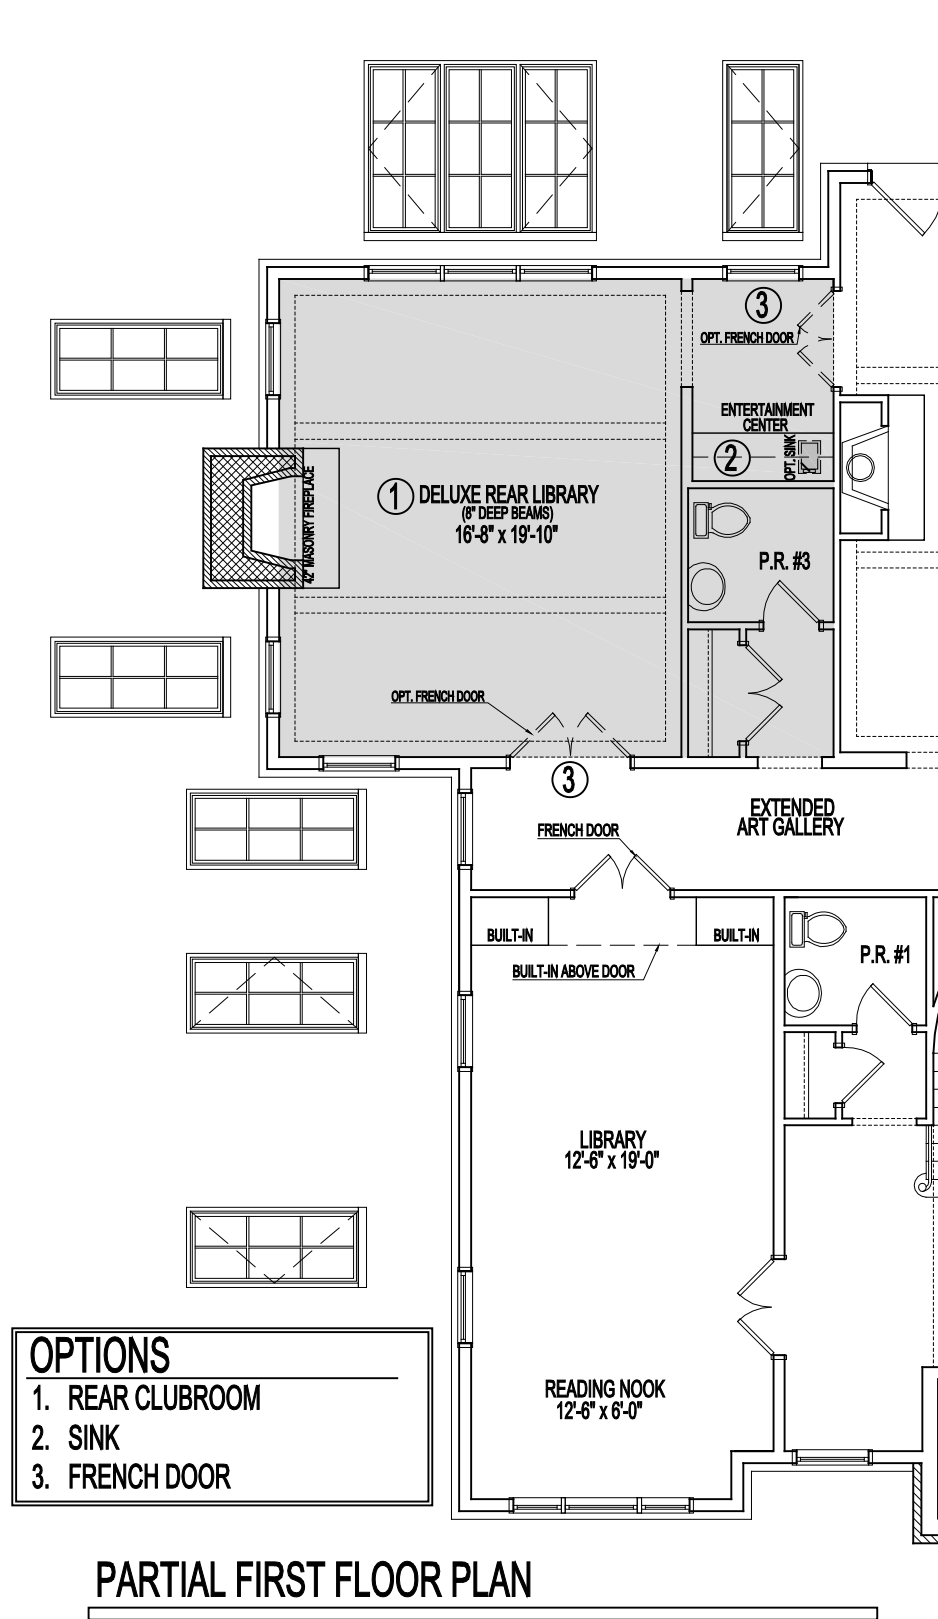 3
OPT. FRENCH DOOR
ENTERTAINMENT
CENTER
2
OPT. SINK
1
DELUXE REAR LIBRARY
(8" DEEP BEAMS)
16'-8" x 19'-10"
42" MASONRY FIREPLACE
P.R. #3
OPT. FRENCH DOOR
3
EXTENDED
ART GALLERY
FRENCH DOOR
BUILT-IN
BUILT-IN
BUILT-IN ABOVE DOOR
P.R. #1
LIBRARY
12'-6" x 19'-0"
READING NOOK
12'-6" x 6'-0"
OPTIONS
1. REAR CLUBROOM
2. SINK
3. FRENCH DOOR
PARTIAL FIRST FLOOR PLAN